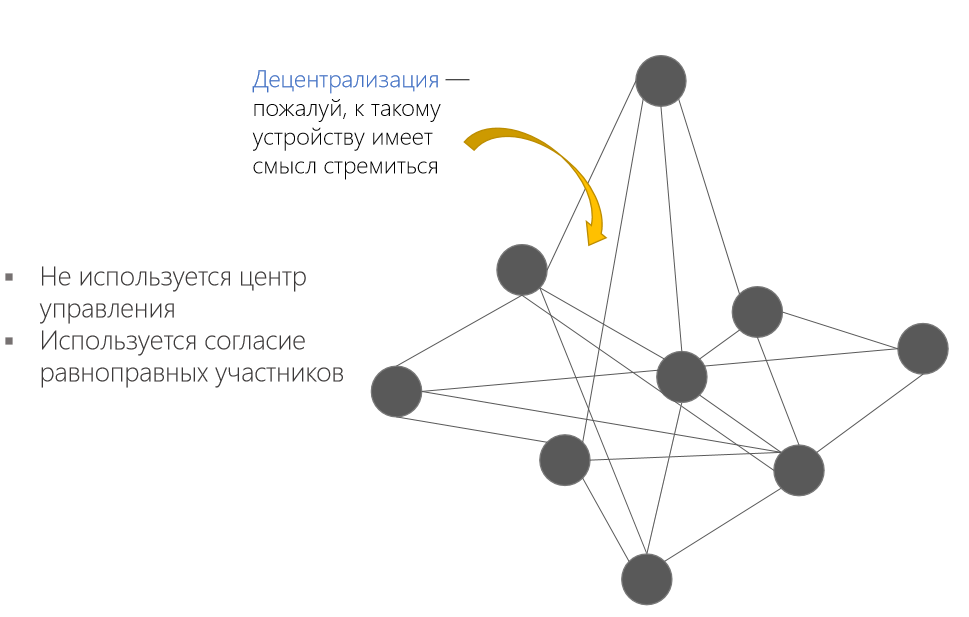 Децентрализация —
пожалуй, к такому
устройству имеет
смысл стремиться
▪ Не используется центр
управления
▪ Используется согласие
равноправных участников